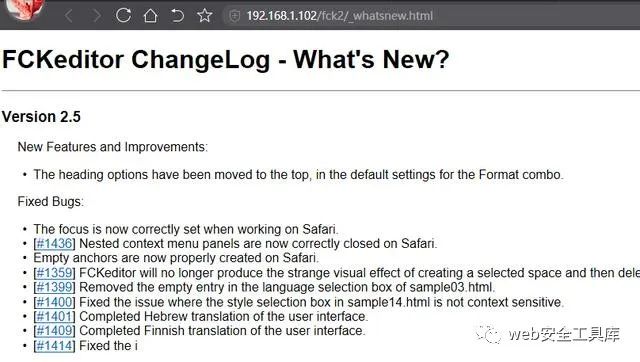 192.168.1.102/fck2/_whatsnew.html
FCKeditor ChangeLog - What's New?
Version 2.5
New Features and Improvements:
• The heading options have been moved to the top, in the default settings for the Format combo.
Fixed Bugs:
• The focus is now correctly set when working on Safari.
• [#1436] Nested context menu panels are now correctly closed on Safari.
• Empty anchors are now properly created on Safari.
• [#1359] FCKeditor will no longer produce the strange visual effect of creating a selected space and then dele
• [#1399] Removed the empty entry in the language selection box of sample03.html.
• [#1400] Fixed the issue where the style selection box in sample14.html is not context sensitive.
• [#1401] Completed Hebrew translation of the user interface.
• [#1409] Completed Finnish translation of the user interface.
• [#1414] Fixed the i
web安全工具库